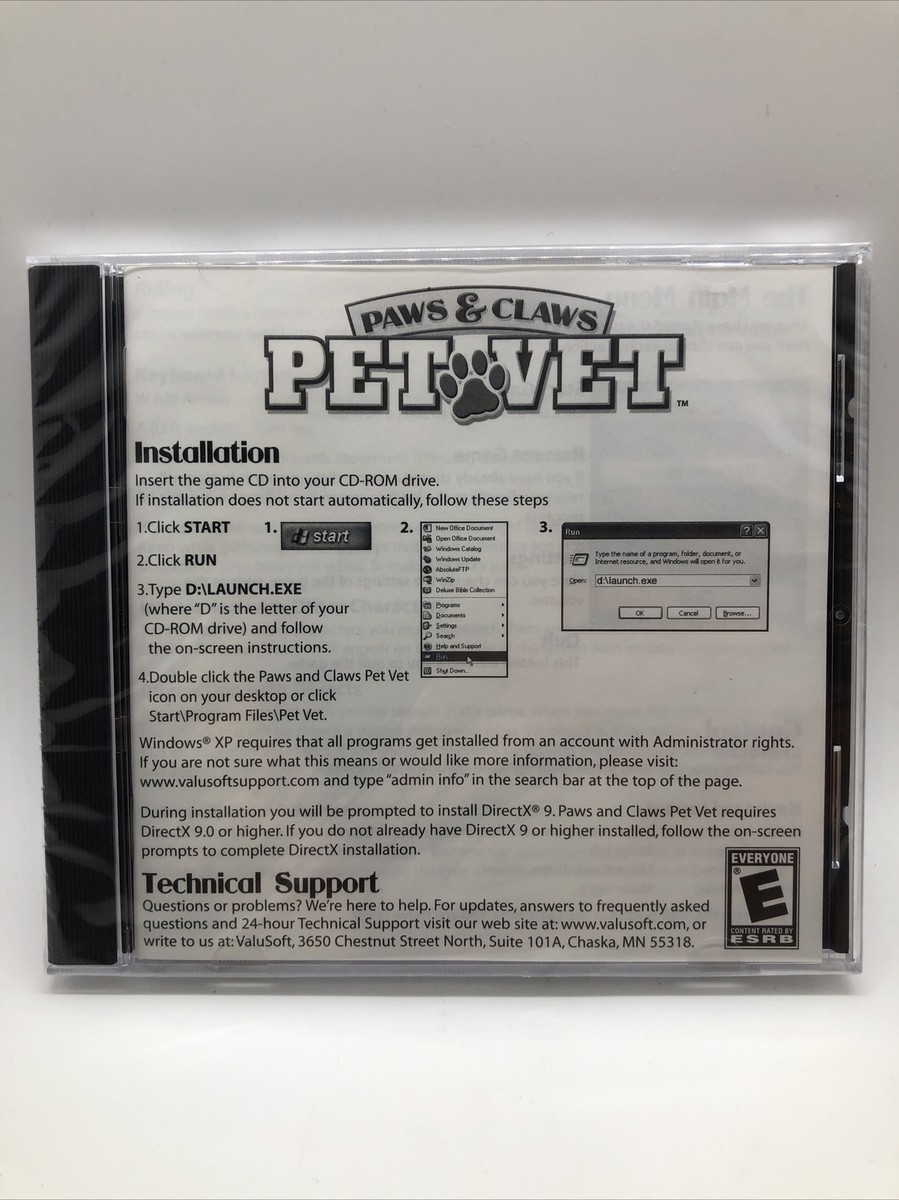 PAWS & CLAWS
PET VET ™
Installation
Insert the game CD into your CD-ROM drive.
If installation does not start automatically, follow these steps
1.Click START
2.Click RUN
3.Type D:\LAUNCH.EXE
(where "D" is the letter of your
CD-ROM drive) and follow
the on-screen instructions.
4.Double click the Paws and Claws Pet Vet
icon on your desktop or click
Start\Program Files\Pet Vet.
1.
start
2.
New Office Document
Open Office Document
Windows Catalog
Windows Update
AbsoluteFTP
WinZip
Deluxe Bible Collection
Programs
Documents
Settings
Search
Help and Support
Run...
Shut Down...
3.
Run
Type the name of a program, folder, document, or
Internet resource, and Windows will open it for you.
Open: d:\launch.exe
OK Cancel Browse...
Windows® XP requires that all programs get installed from an account with Administrator rights.
If you are not sure what this means or would like more information, please visit:
www.valusoftsupport.com and type "admin info" in the search bar at the top of the page.
During installation you will be prompted to install DirectX® 9. Paws and Claws Pet Vet requires
DirectX 9.0 or higher. If you do not already have DirectX 9 or higher installed, follow the on-screen
prompts to complete DirectX installation.
Technical Support
Questions or problems? We're here to help. For updates, answers to frequently asked
questions and 24-hour Technical Support visit our web site at: www.valusoft.com, or
write to us at: ValuSoft, 3650 Chestnut Street North, Suite 101A, Chaska, MN 55318.
EVERYONE
E ®
CONTENT RATED BY
ESRB